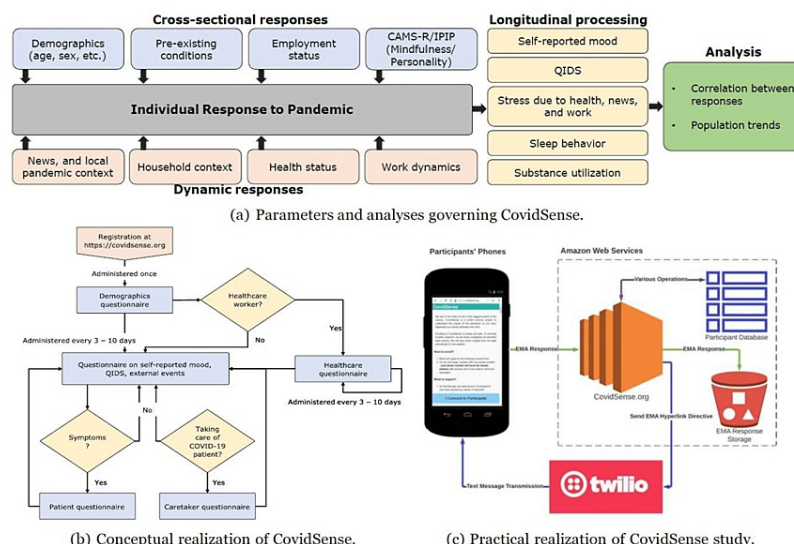 Cross-sectional responses
Longitudinal processing
Demographics
(age, sex, etc.)
Pre-existing
conditions
Employment
status
CAMS-R/IPIP
(Mindfulness/
Personality)
Individual Response to Pandemic
News, and local
pandemic context
Household context
Health status
Work dynamics
Dynamic responses
Self-reported mood
QIDS
Stress due to health, news,
and work
Sleep behavior
Substance utilization
Analysis
• Correlation between
responses
• Population trends
(a) Parameters and analyses governing CovidSense.
Registration at
https://covidsense.org
Administered once
Demographics
questionnaire
Healthcare
worker?
Administered every 3 – 10 days
No
Yes
Questionnaire on self-reported mood,
QIDS, external events
Healthcare
questionnaire
Administered every 3 – 10 days
No
Symptoms
?
Taking
care of
COVID-19
patient?
Yes
Yes
Patient questionnaire
Caretaker questionnaire
(b) Conceptual realization of CovidSense.
Participants' Phones
Amazon Web Services
CovidSense
What to expect?
I Consent to Participate
Various Operations
Participant Database
EMA Response
EMA Response
CovidSense.org
EMA Response
Storage
Send EMA Hyperlink Directive
Text Message Transmission
twilio
(c) Practical realization of CovidSense study.